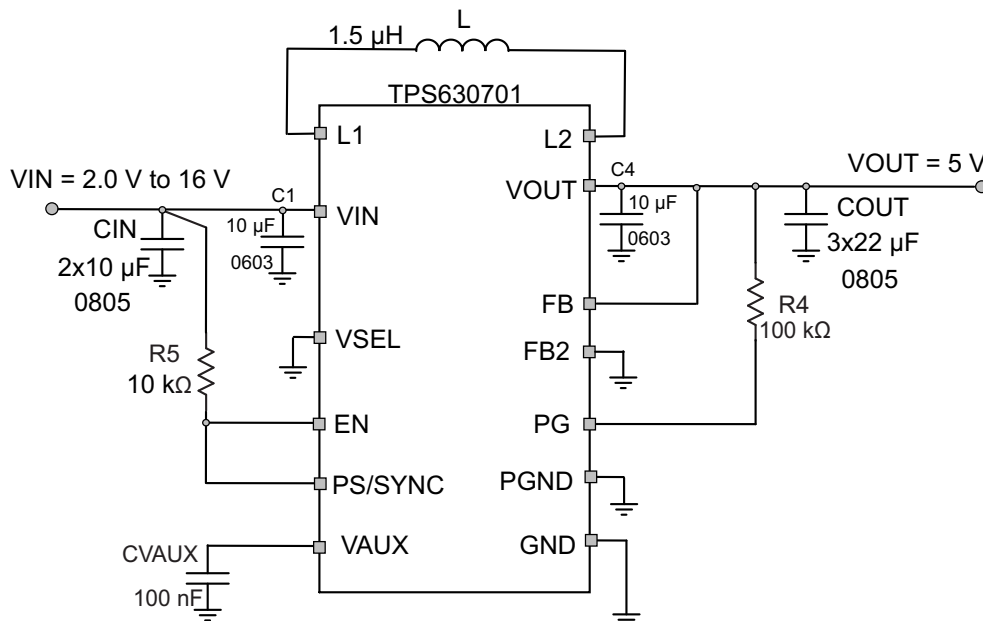 L
1.5 µH
TPS630701
L1
L2
VIN = 2.0 V to 16 V
VOUT = 5 V
C1
C4
VIN
VOUT
CIN
10 µF
10 µF
COUT
2x10 µF
0603
0603
3x22 µF
0805
0805
FB
R4
100 kΩ
VSEL
FB2
R5
10 kΩ
EN
PG
PS/SYNC
PGND
CVAUX
VAUX
GND
100 nF